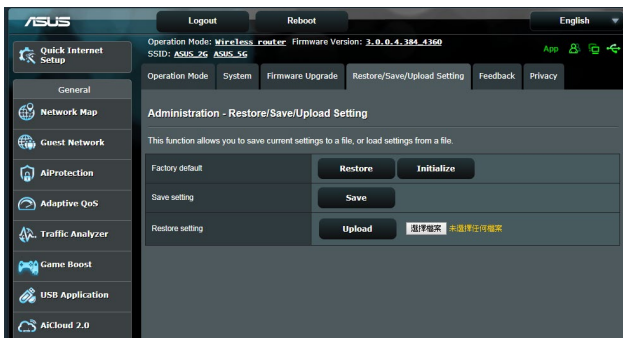 ASUS
Logout
Reboot
English
Quick Internet
Setup
Operation Mode: Wireless router Firmware Version: 3.0.0.4.384_4360
SSID: ASUS_2G ASUS_5G
App
Operation Mode
System
Firmware Upgrade
Restore/Save/Upload Setting
Feedback
Privacy
General
Network Map
Guest Network
AiProtection
Adaptive QoS
Traffic Analyzer
Game Boost
USB Application
AiCloud 2.0
Administration - Restore/Save/Upload Setting
This function allows you to save current settings to a file, or load settings from a file.
Factory default Restore Initialize
Save setting Save
Restore setting Upload 選擇檔案 未選擇任何檔案